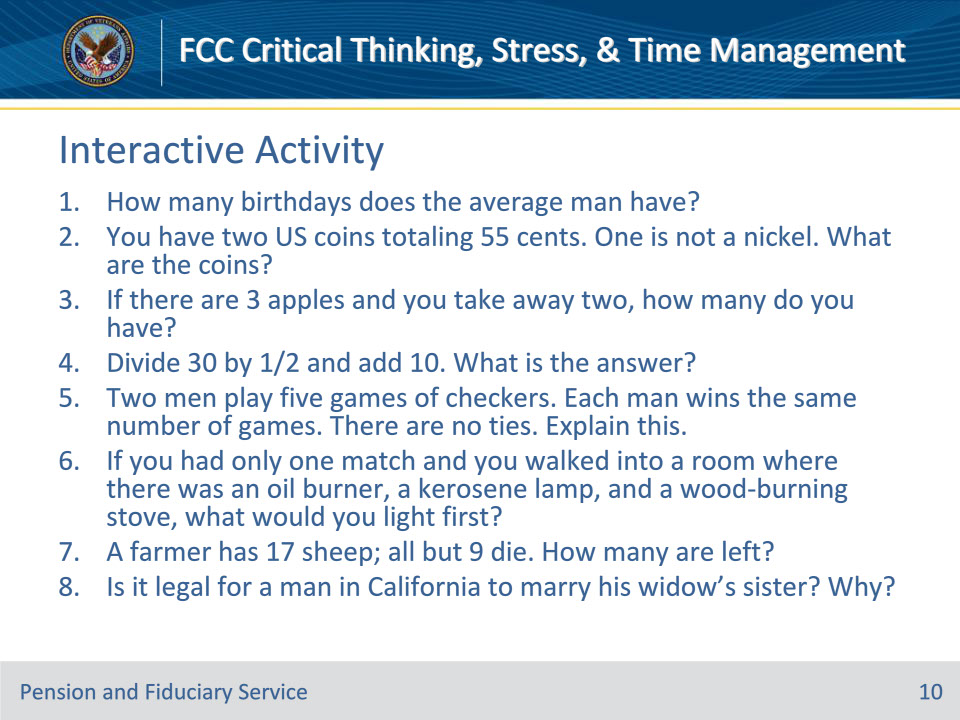 FCC Critical Thinking, Stress, & Time Management
Interactive Activity
1. How many birthdays does the average man have?
2. You have two US coins totaling 55 cents. One is not a nickel. What
are the coins?
3. If there are 3 apples and you take away two, how many do you
have?
4. Divide 30 by 1/2 and add 10. What is the answer?
5. Two men play five games of checkers. Each man wins the same
number of games. There are no ties. Explain this.
6. If you had only one match and you walked into a room where
there was an oil burner, a kerosene lamp, and a wood-burning
stove, what would you light first?
7. A farmer has 17 sheep; all but 9 die. How many are left?
8. Is it legal for a man in California to marry his widow’s sister? Why?
Pension and Fiduciary Service
10